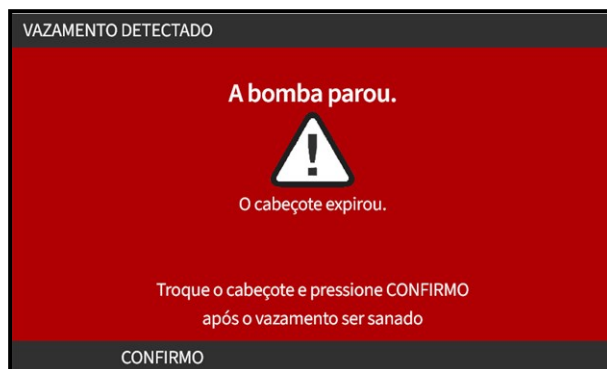 VAZAMENTO DETECTADO
A bomba parou.
!
O cabeçote expirou.
Troque o cabeçote e pressione CONFIRMO
após o vazamento ser sanado
CONFIRMO